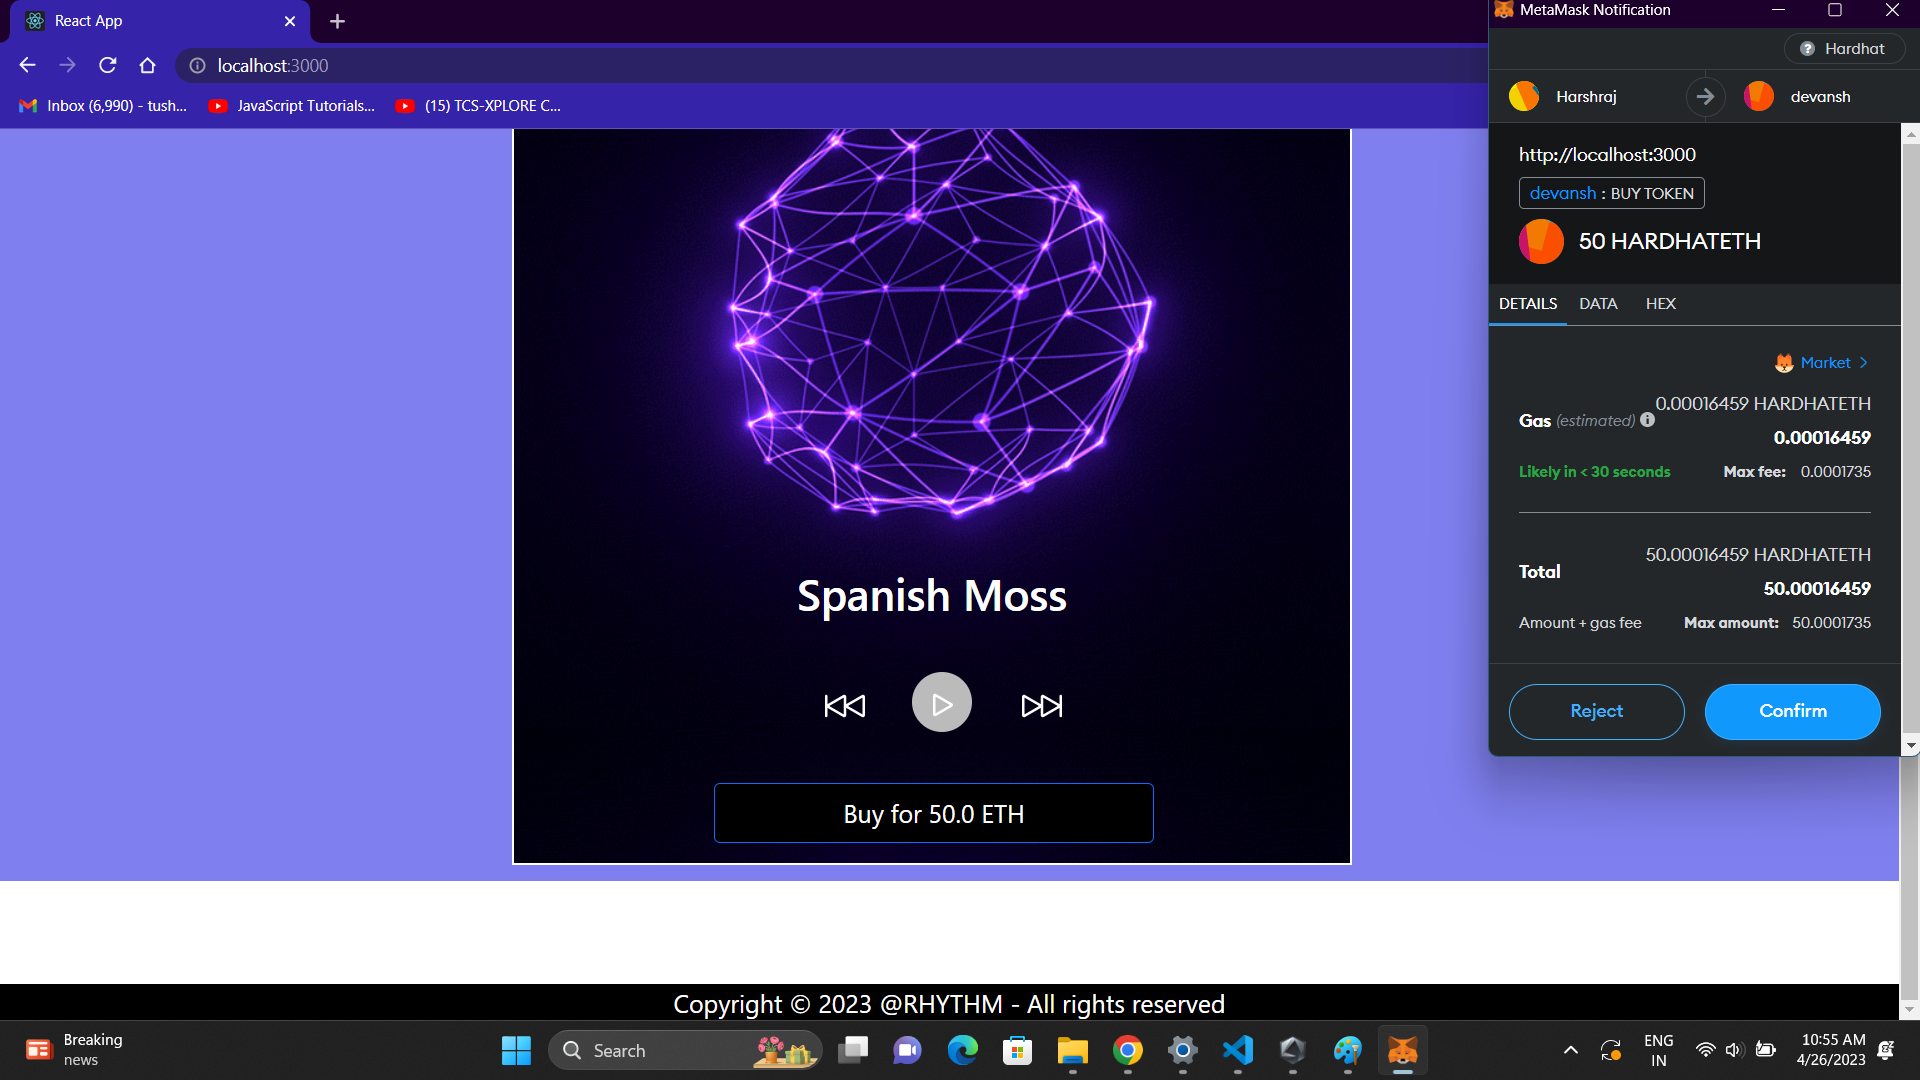 React App
localhost:3000
Inbox (6,990) - tush...
JavaScript Tutorials...
(15) TCS-XPLORE C...
MetaMask Notification
Hardhat
Harshraj
devansh
http://localhost:3000
devansh : BUY TOKEN
50 HARDHATETH
DETAILS DATA HEX
Market >
0.00016459 HARDHATETH
Gas (estimated)
0.00016459
Likely in < 30 seconds
Max fee: 0.0001735
50.00016459 HARDHATETH
Total
50.00016459
Amount + gas fee
Max amount: 50.0001735
Reject
Confirm
Spanish Moss
Buy for 50.0 ETH
Copyright © 2023 @RHYTHM - All rights reserved
Breaking
news
Search
ENG
IN
10:55 AM
4/26/2023